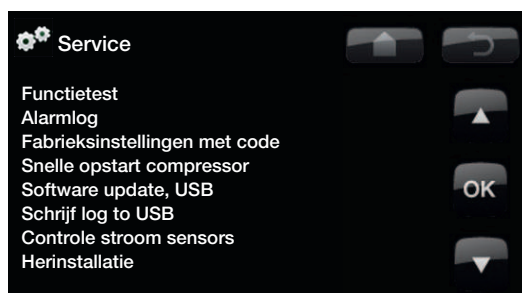 Service
Functietest
Alarmlog
Fabrieksinstellingen met code
Snelle opstart compressor
Software update, USB
Schrijf log to USB
Controle stroom sensors
Herinstallatie
OK